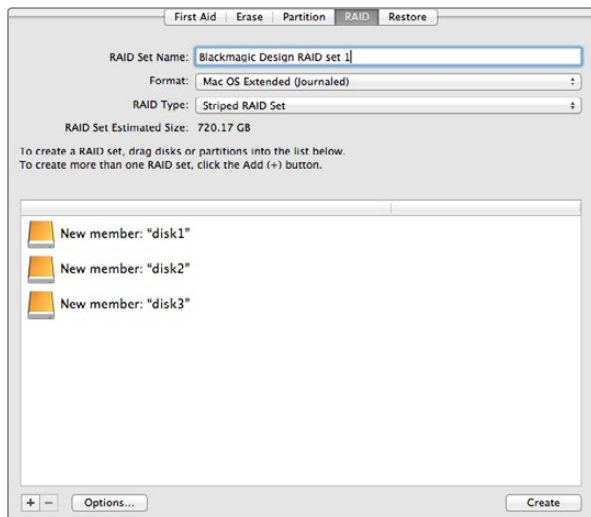 First Aid Erase Partition RAID Restore
RAID Set Name: Blackmagic Design RAID set 1
Format: Mac OS Extended (Journaled)
RAID Type: Striped RAID Set
RAID Set Estimated Size: 720.17 GB
To create a RAID set, drag disks or partitions into the list below.
To create more than one RAID set, click the Add (+) button.
New member: “disk1”
New member: “disk2”
New member: “disk3”
+ − Options... Create